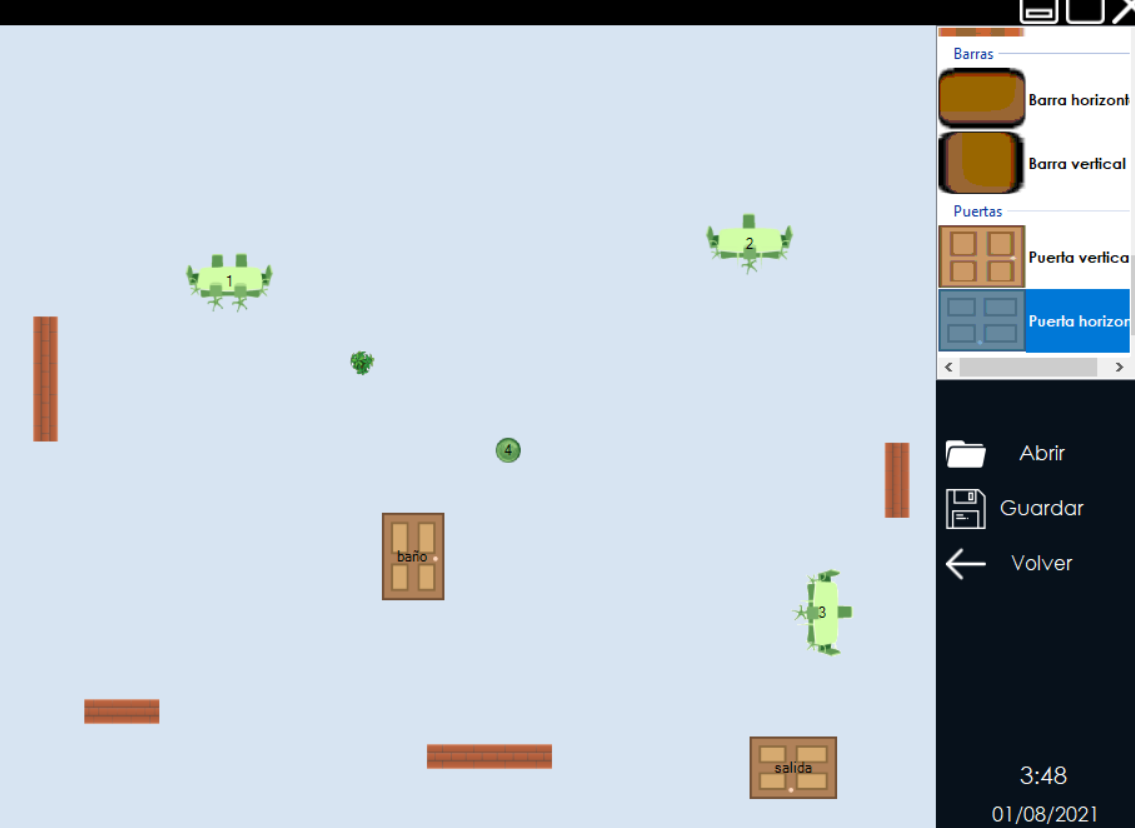 Barras
Barra horizont
Barra vertical
Puertas
Puerta vertica
Puerta horizon
1
2
4
baño
3
salida
Abrir
Guardar
Volver
3:48
01/08/2021